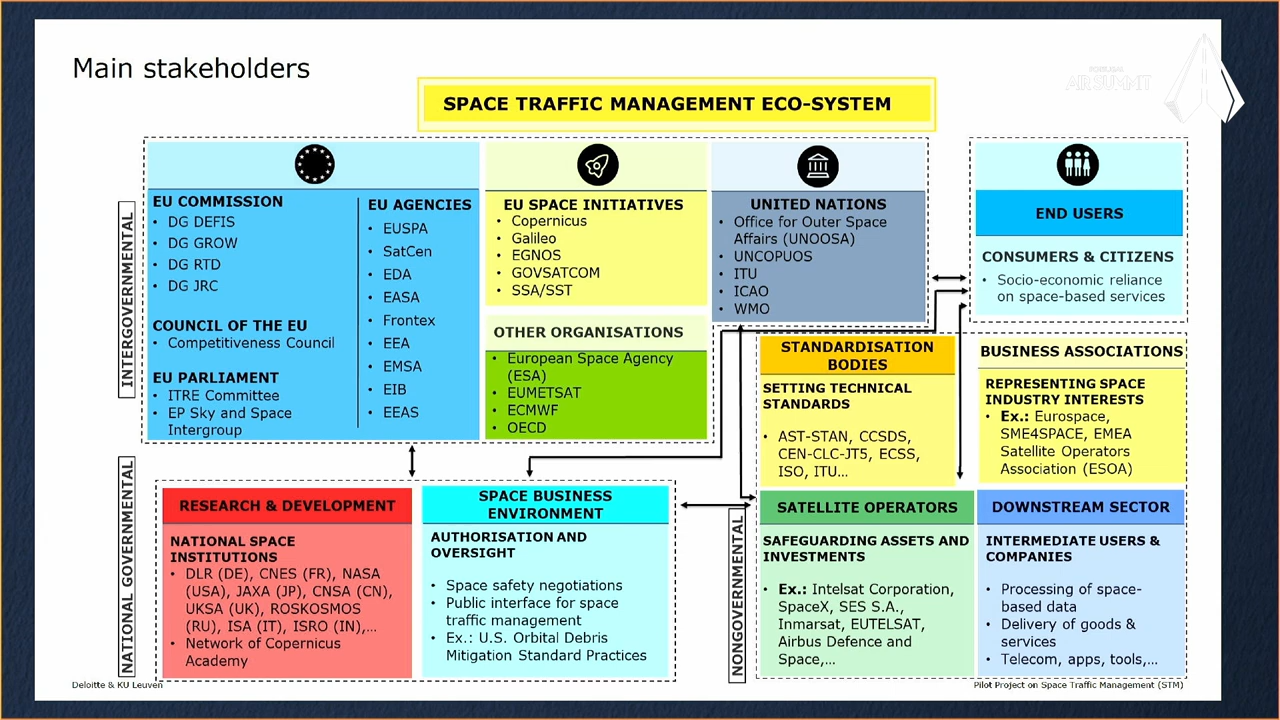 Main stakeholders
PORTUGAL
AIR SUMMIT
SPACE TRAFFIC MANAGEMENT ECO-SYSTEM
INTERGOVERNMENTAL
EU COMMISSION
• DG DEFIS
• DG GROW
• DG RTD
• DG JRC
COUNCIL OF THE EU
• Competitiveness Council
EU PARLIAMENT
• ITRE Committee
• EP Sky and Space
Intergroup
EU AGENCIES
• EUSPA
• SatCen
• EDA
• EASA
• Frontex
• EEA
• EMSA
• EIB
• EEAS
EU SPACE INITIATIVES
• Copernicus
• Galileo
• EGNOS
• GOVSATCOM
• SSA/SST
OTHER ORGANISATIONS
• European Space Agency
(ESA)
• EUMETSAT
• ECMWF
• OECD
UNITED NATIONS
• Office for Outer Space
Affairs (UNOOSA)
• UNCOPUOS
• ITU
• ICAO
• WMO
END USERS
CONSUMERS & CITIZENS
• Socio-economic reliance
on space-based services
NATIONAL GOVERNMENTAL
RESEARCH & DEVELOPMENT
NATIONAL SPACE
INSTITUTIONS
• DLR (DE), CNES (FR), NASA
(USA), JAXA (JP), CNSA (CN),
UKSA (UK), ROSKOSMOS
(RU), ISA (IT), ISRO (IN),...
• Network of Copernicus
Academy
SPACE BUSINESS
ENVIRONMENT
AUTHORISATION AND
OVERSIGHT
• Space safety negotiations
• Public interface for space
traffic management
• Ex.: U.S. Orbital Debris
Mitigation Standard Practices
NONGOVERNMENTAL
STANDARDISATION
BODIES
SETTING TECHNICAL
STANDARDS
• AST-STAN, CCSDS,
CEN-CLC-JT5, ECSS,
ISO, ITU...
BUSINESS ASSOCIATIONS
REPRESENTING SPACE
INDUSTRY INTERESTS
• Ex.: Eurospace,
SME4SPACE, EMEA
Satellite Operators
Association (ESOA)
SATELLITE OPERATORS
SAFEGUARDING ASSETS AND
INVESTMENTS
• Ex.: Intelsat Corporation,
SpaceX, SES S.A.,
Inmarsat, EUTELSAT,
Airbus Defence and
Space,...
DOWNSTREAM SECTOR
INTERMEDIATE USERS &
COMPANIES
• Processing of space-
based data
• Delivery of goods &
services
• Telecom, apps, tools,...
Deloitte & KU Leuven
Pilot Project on Space Traffic Management (STM)